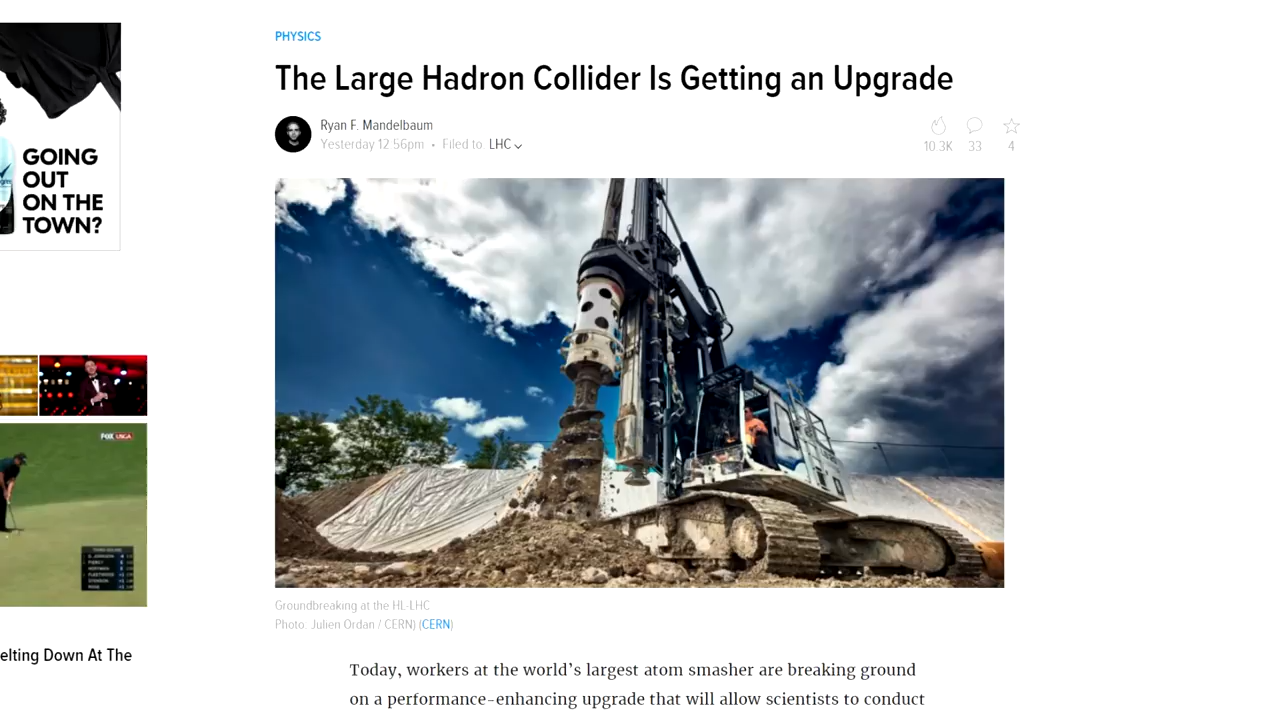 PHYSICS
The Large Hadron Collider Is Getting an Upgrade
Ryan F. Mandelbaum
Yesterday 12:56pm • Filed to: LHC
10.3K
33
4
GOING
OUT
ON THE
TOWN?
FOX USGA
elting Down At The
Groundbreaking at the HL-LHC
Photo: Julien Ordan / CERN) (CERN)
Today, workers at the world's largest atom smasher are breaking ground
on a performance-enhancing upgrade that will allow scientists to conduct